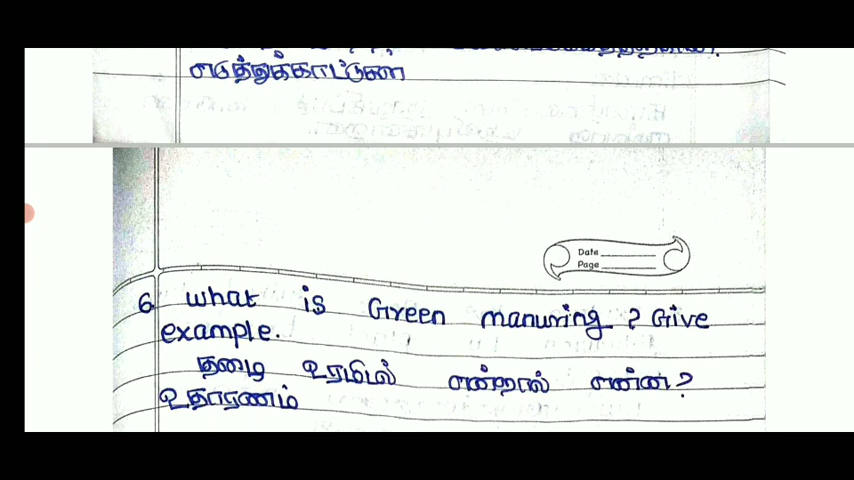 எடுத்துக்காட்டுகள்
Date
Page
6 What is Green manuring ? Give
example.
தழை உரமிடல் என்றால் என்ன?
உதாரணம்